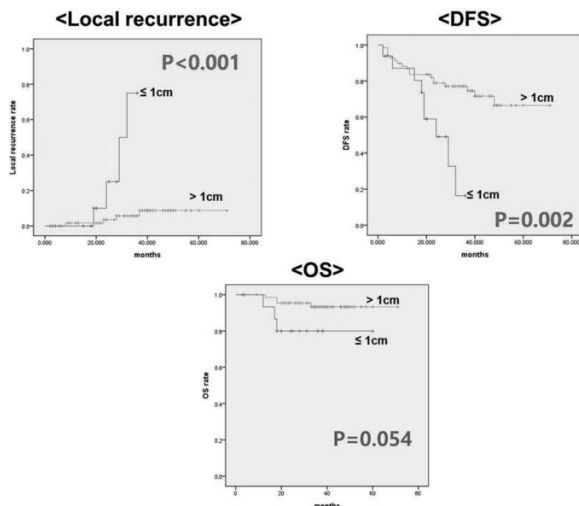 <Local recurrence>
P<0.001
≤ 1cm
> 1cm
Local recurrence rate
1.0
0.8
0.6
0.4
0.2
0.0
.000
20.000
40.000
60.000
80.000
months
<DFS>
> 1cm
≤ 1cm
P=0.002
DFS rate
1.0
0.8
0.6
0.4
0.2
0.0
.000
20.000
40.000
60.000
80.000
months
<OS>
> 1cm
≤ 1cm
P=0.054
OS rate
1.0
0.8
0.6
0.4
0.2
0.0
0
20
40
60
80
months